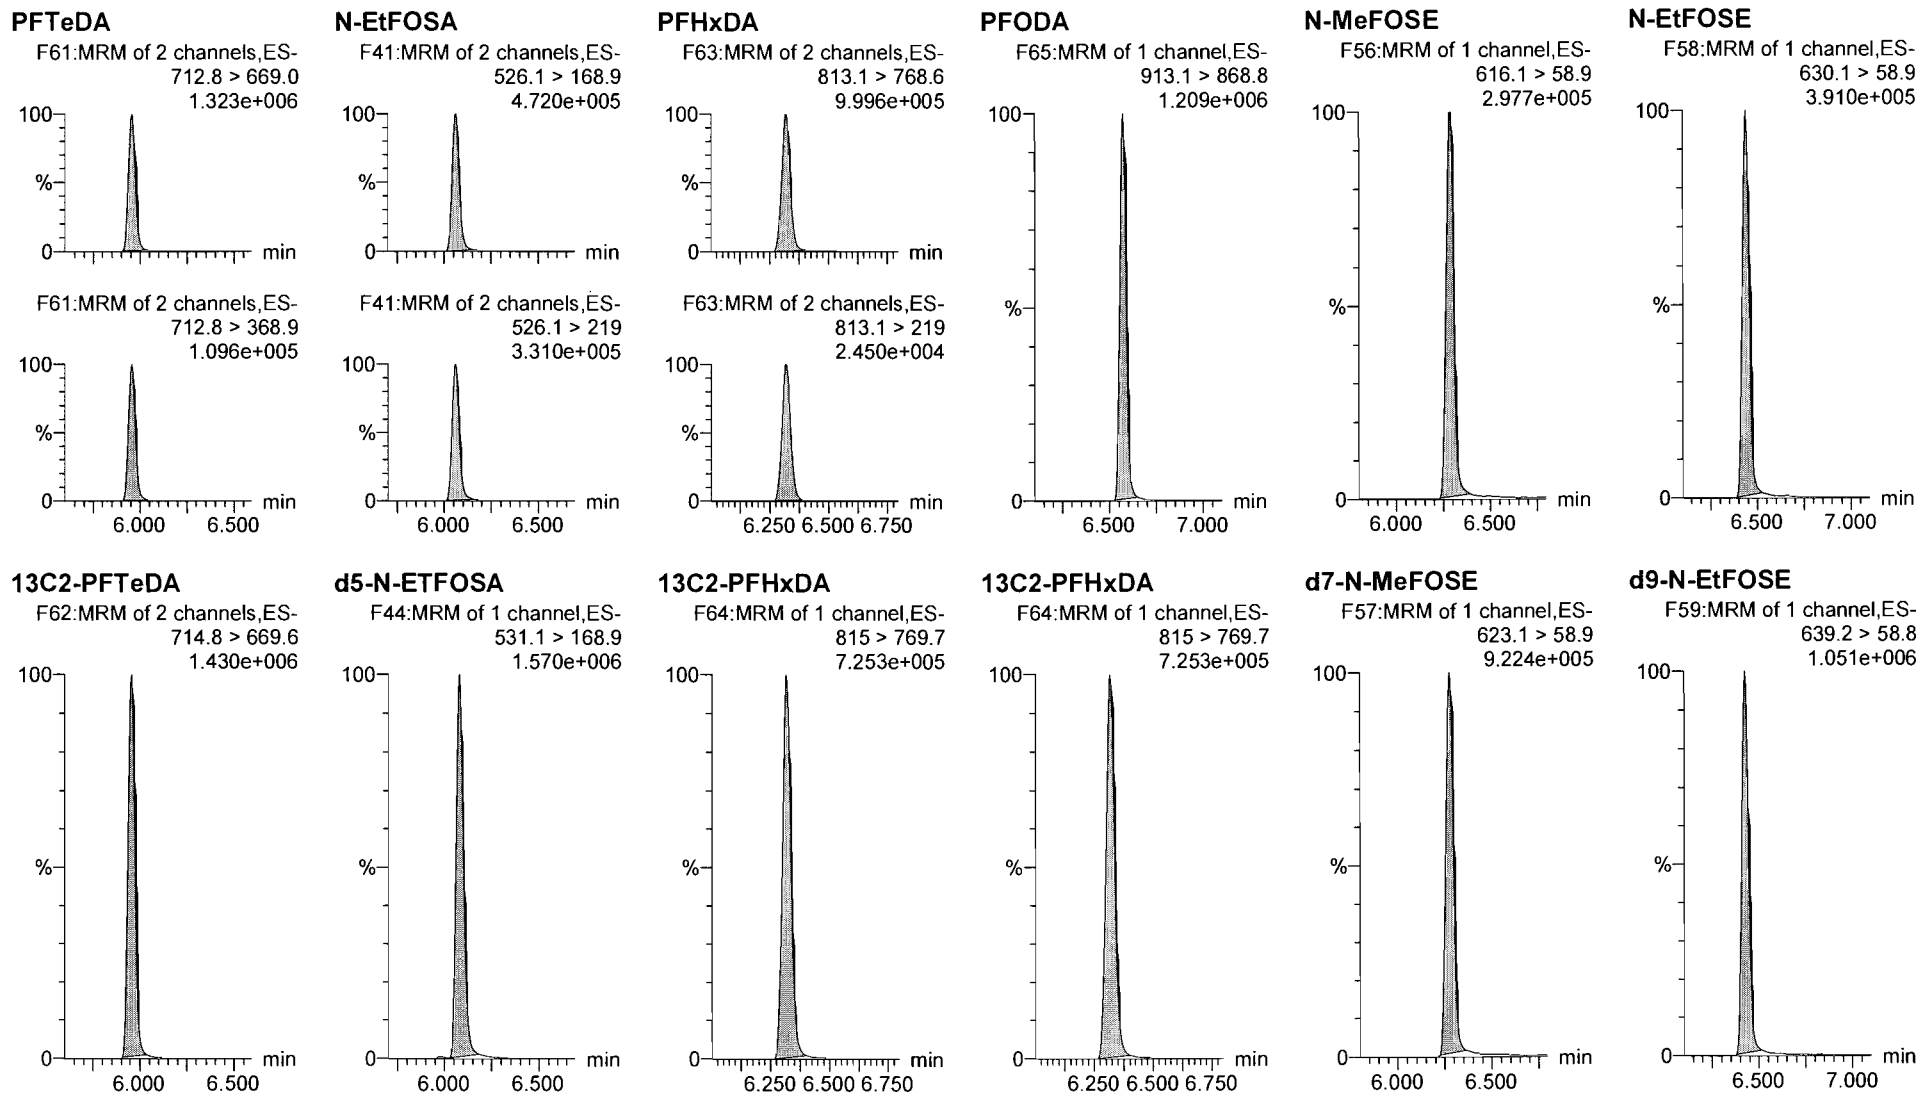 PFTeDA
F61:MRM of 2 channels,ES-
712.8 > 669.0
1.323e+006
100
%
0
min
F61:MRM of 2 channels,ES-
712.8 > 368.9
1.096e+005
100
%
0
min
6.000 6.500
N-EtFOSA
F41:MRM of 2 channels,ES-
526.1 > 168.9
4.720e+005
100
%
0
min
F41:MRM of 2 channels,ES-
526.1 > 219
3.310e+005
100
%
0
min
6.000 6.500
PFHxDA
F63:MRM of 2 channels,ES-
813.1 > 768.6
9.996e+005
100
%
0
min
F63:MRM of 2 channels,ES-
813.1 > 219
2.450e+004
100
%
0
min
6.250 6.500 6.750
PFODA
F65:MRM of 1 channel,ES-
913.1 > 868.8
1.209e+006
100
%
0
min
6.500 7.000
N-MeFOSE
F56:MRM of 1 channel,ES-
616.1 > 58.9
2.977e+005
100
%
0
min
6.000 6.500
N-EtFOSE
F58:MRM of 1 channel,ES-
630.1 > 58.9
3.910e+005
100
%
0
min
6.500 7.000
13C2-PFTeDA
F62:MRM of 2 channels,ES-
714.8 > 669.6
1.430e+006
100
%
0
min
6.000 6.500
d5-N-ETFOSA
F44:MRM of 1 channel,ES-
531.1 > 168.9
1.570e+006
100
%
0
min
6.000 6.500
13C2-PFHxDA
F64:MRM of 1 channel,ES-
815 > 769.7
7.253e+005
100
%
0
min
6.250 6.500 6.750
13C2-PFHxDA
F64:MRM of 1 channel,ES-
815 > 769.7
7.253e+005
100
%
0
min
6.250 6.500 6.750
d7-N-MeFOSE
F57:MRM of 1 channel,ES-
623.1 > 58.9
9.224e+005
100
%
0
min
6.000 6.500
d9-N-EtFOSE
F59:MRM of 1 channel,ES-
639.2 > 58.8
1.051e+006
100
%
0
min
6.500 7.000